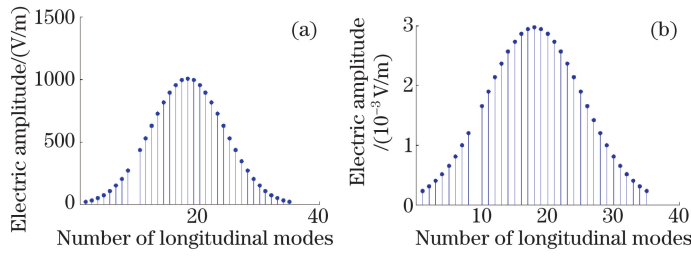 (a)
Electric amplitude/(V/m)
1500
1000
500
0
20
40
Number of longitudinal modes
(b)
Electric amplitude
/(10⁻³ V/m)
3
2
1
0
10
20
30
40
Number of longitudinal modes